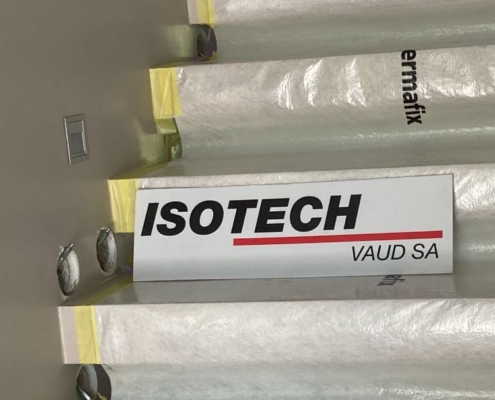 ermafix
ISOTECH
VAUD SA